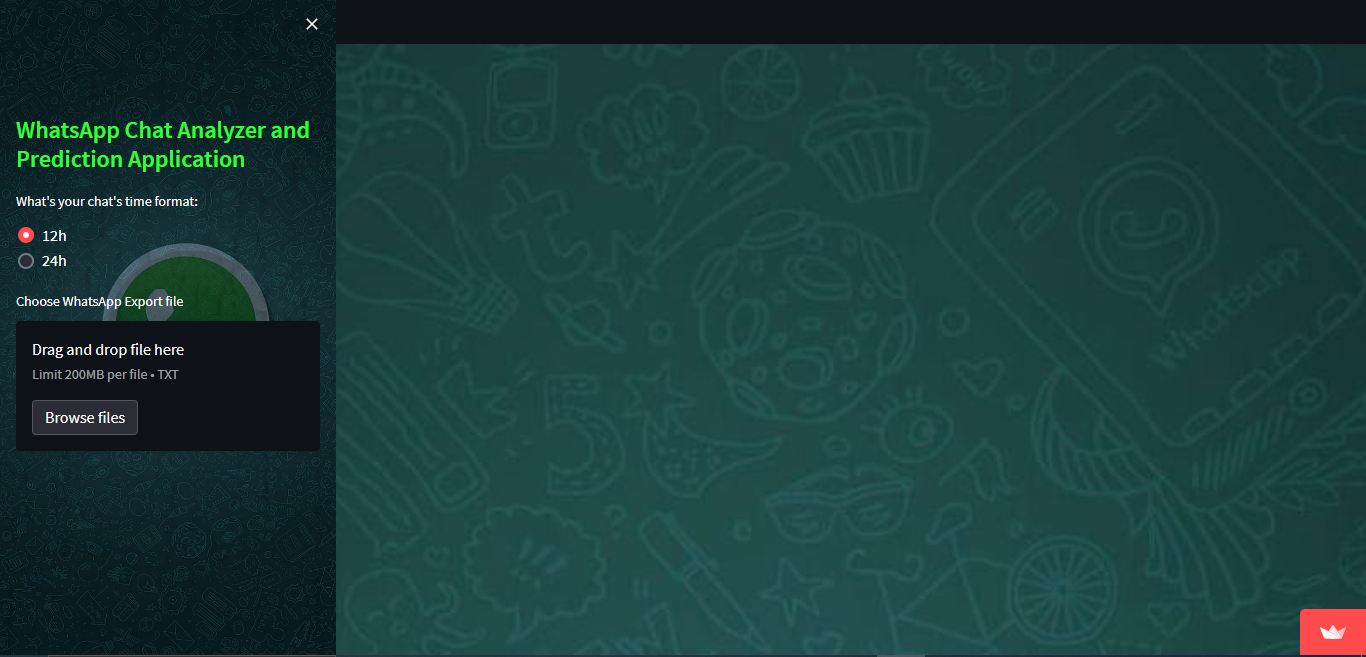 WhatsApp Chat Analyzer and
Prediction Application
What's your chat's time format:
12h
24h
Choose WhatsApp Export file
Drag and drop file here
Limit 200MB per file • TXT
Browse files
WhatsAPP